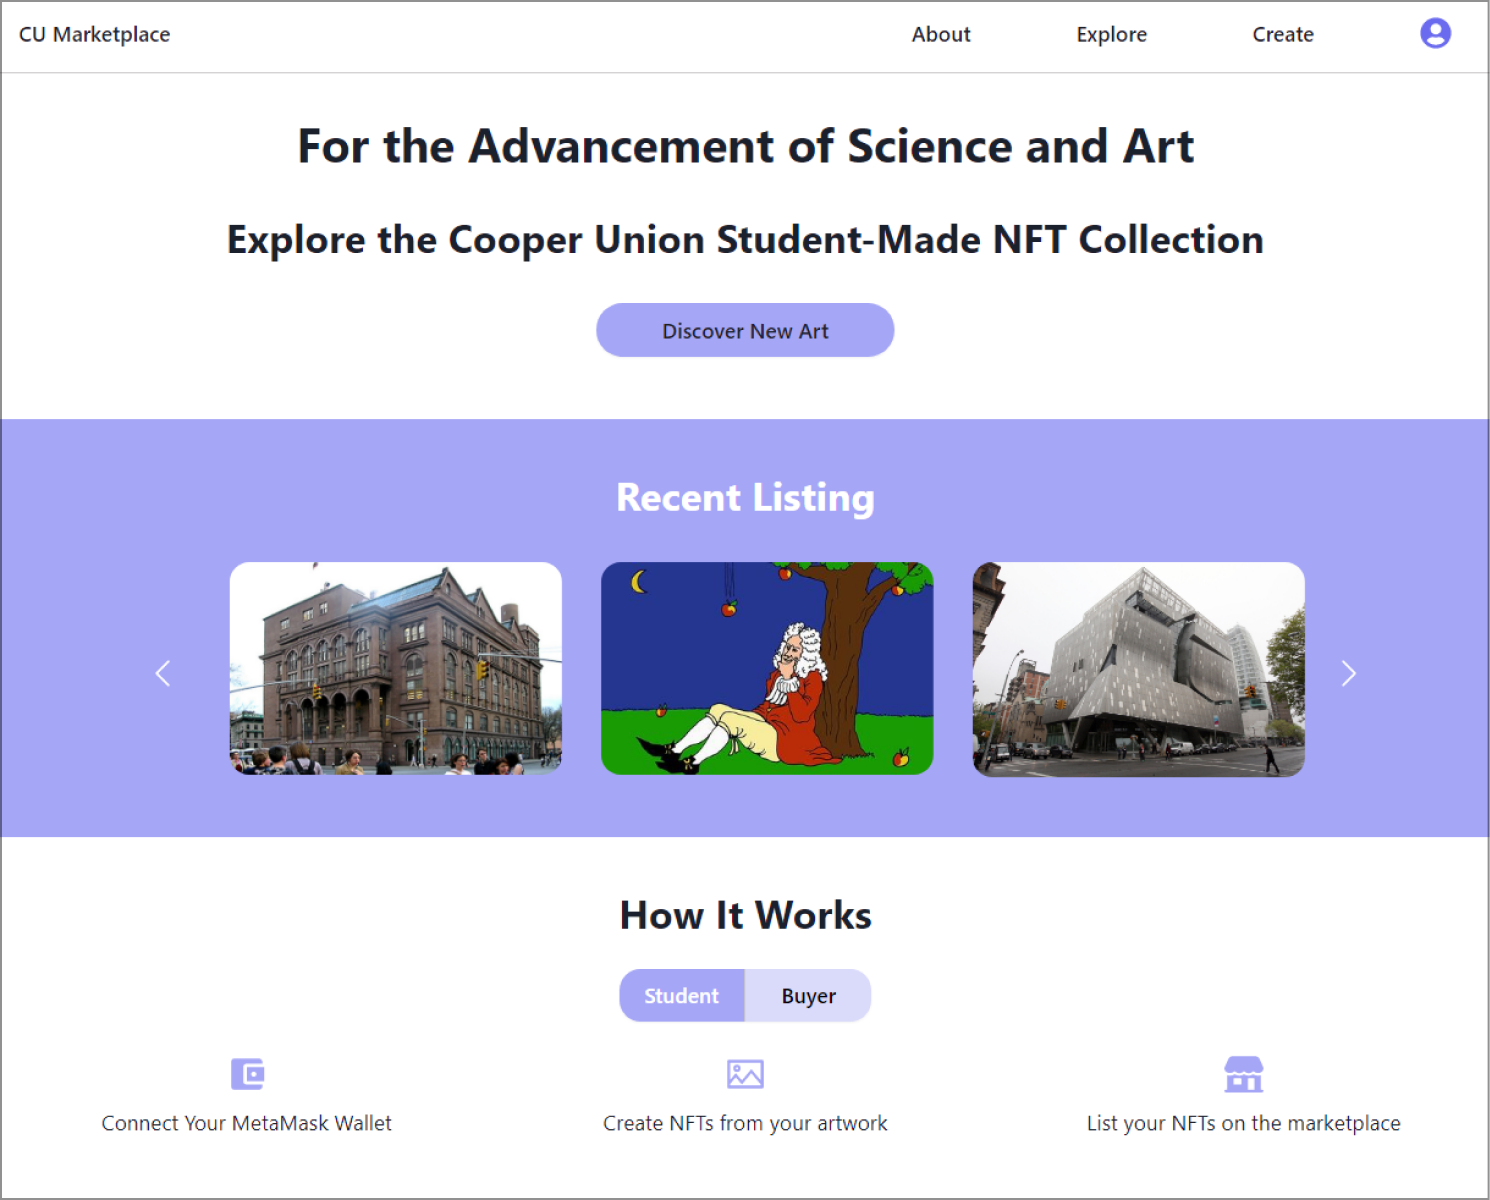 CU Marketplace
About
Explore
Create
For the Advancement of Science and Art
Explore the Cooper Union Student-Made NFT Collection
Discover New Art
Recent Listing
How It Works
Student
Buyer
Connect Your MetaMask Wallet
Create NFTs from your artwork
List your NFTs on the marketplace